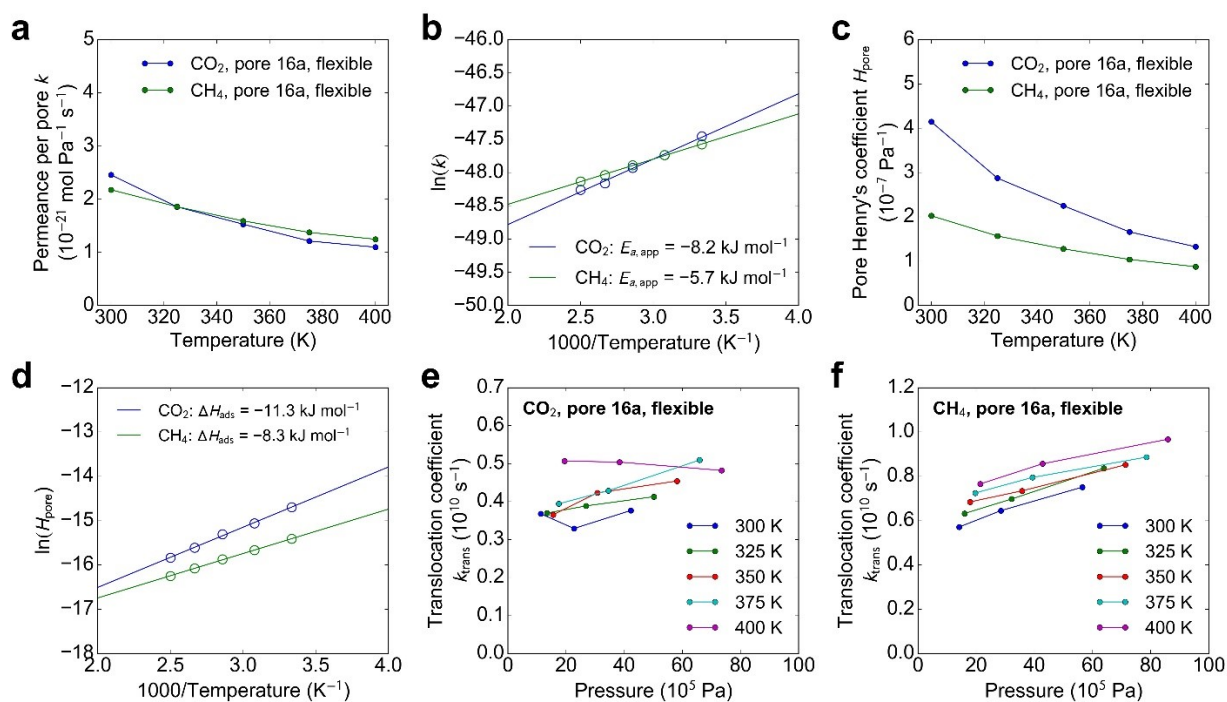 a
Permeance per pore k
(10⁻²¹ mol Pa⁻¹ s⁻¹)
5
4
3
2
1
0
CO₂, pore 16a, flexible
CH₄, pore 16a, flexible
300 320 340 360 380 400
Temperature (K)
b
ln(k)
−46.0
−46.5
−47.0
−47.5
−48.0
−48.5
−49.0
−49.5
−50.0
CO₂: Eₐ, app = −8.2 kJ mol⁻¹
CH₄: Eₐ, app = −5.7 kJ mol⁻¹
2.0 2.5 3.0 3.5 4.0
1000/Temperature (K⁻¹)
c
Pore Henry's coefficient H_pore
(10⁻⁷ Pa⁻¹)
6
5
4
3
2
1
0
CO₂, pore 16a, flexible
CH₄, pore 16a, flexible
300 320 340 360 380 400
Temperature (K)
d
ln(H_pore)
−12
−13
−14
−15
−16
−17
−18
CO₂: ΔH_ads = −11.3 kJ mol⁻¹
CH₄: ΔH_ads = −8.3 kJ mol⁻¹
2.0 2.5 3.0 3.5 4.0
1000/Temperature (K⁻¹)
e
Translocation coefficient
k_trans (10¹⁰ s⁻¹)
0.7
0.6
0.5
0.4
0.3
0.2
0.1
0.0
CO₂, pore 16a, flexible
300 K
325 K
350 K
375 K
400 K
0 20 40 60 80 100
Pressure (10⁵ Pa)
f
Translocation coefficient
k_trans (10¹⁰ s⁻¹)
1.2
1.0
0.8
0.6
0.4
0.2
0.0
CH₄, pore 16a, flexible
300 K
325 K
350 K
375 K
400 K
0 20 40 60 80 100
Pressure (10⁵ Pa)